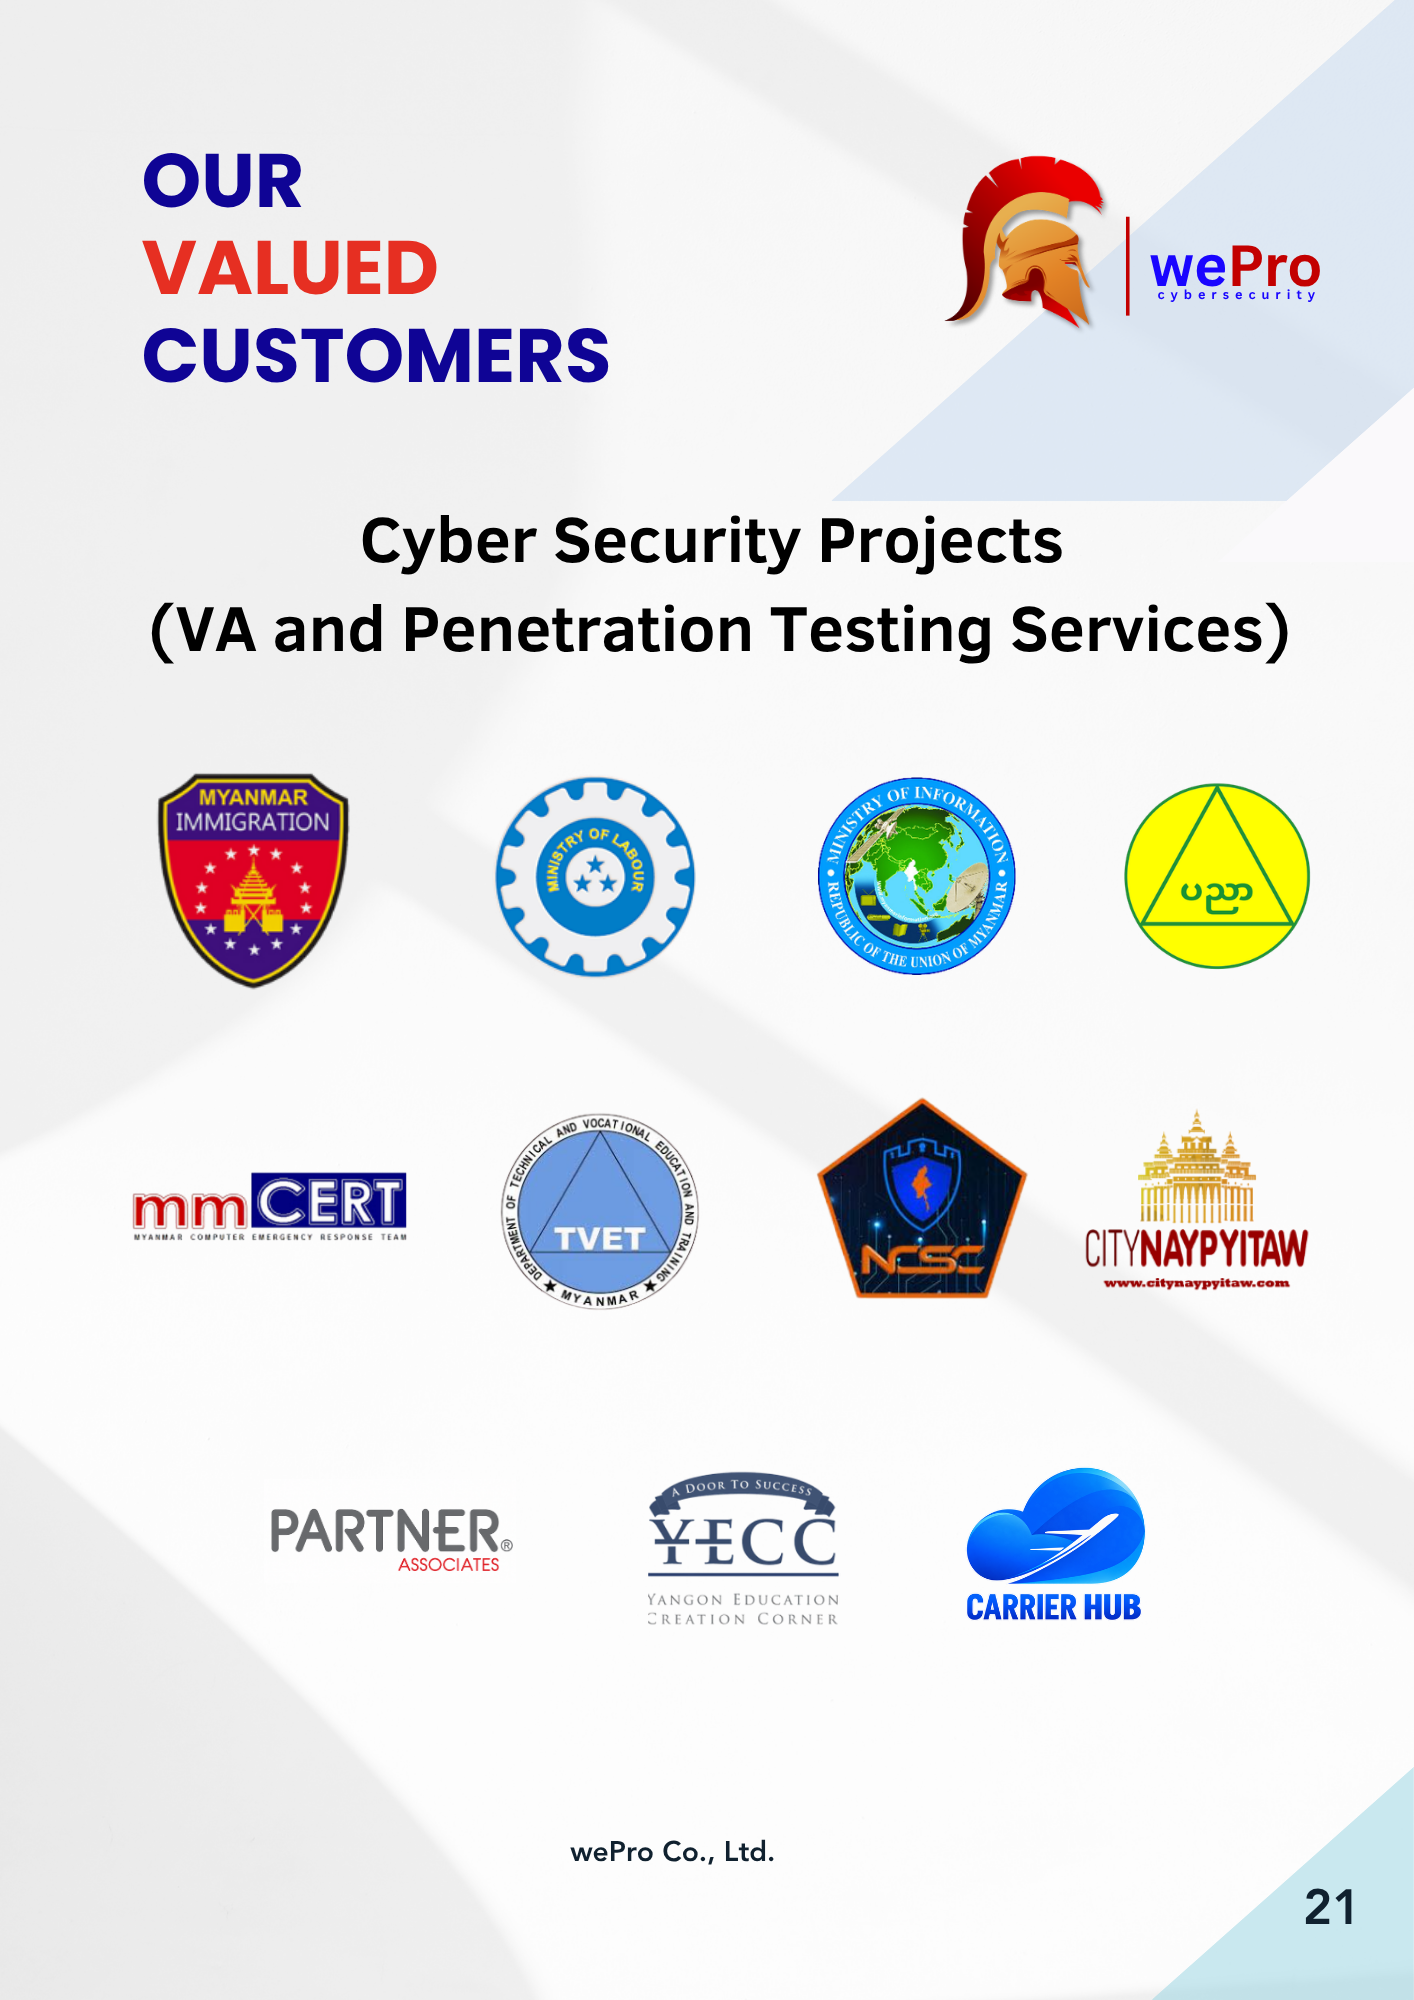 OUR
VALUED
CUSTOMERS
wePro
cybersecurity
Cyber Security Projects
(VA and Penetration Testing Services)
MYANMAR
IMMIGRATION
MINISTRY OF LABOUR
• MINISTRY OF INFORMATION •
REPUBLIC OF THE UNION OF MYANMAR
ပညာ
mmCERT
MYANMAR COMPUTER EMERGENCY RESPONSE TEAM
DEPARTMENT OF TECHNICAL AND VOCATIONAL EDUCATION AND TRAINING
TVET
★ MYANMAR ★
NCSC
CITYNAYPYITAW
www.citynaypyitaw.com
PARTNER®
ASSOCIATES
A DOOR TO SUCCESS
YECC
YANGON EDUCATION
CREATION CORNER
CARRIER HUB
wePro Co., Ltd.
21